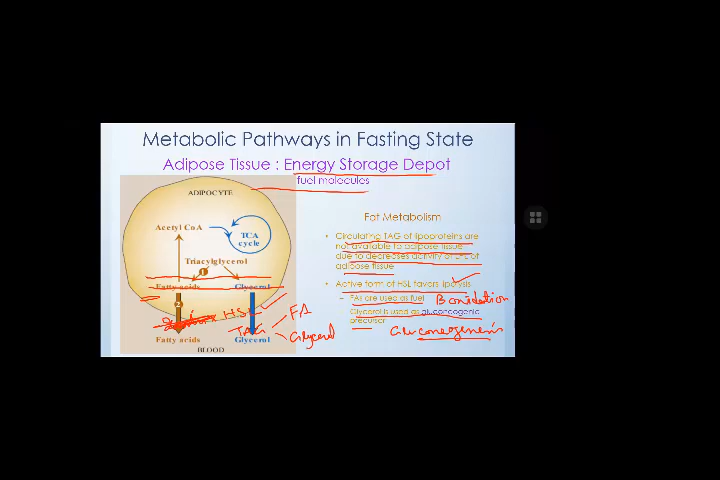 Metabolic Pathways in Fasting State
Adipose Tissue : Energy Storage Depot
fuel molecules
ADIPOCYTE
Acetyl CoA
TCA
cycle
Triacylglycerol
1
Fatty acids
Glycerol
2
HSL
TAG
FA
Glycerol
Fatty acids
Glycerol
BLOOD
Fat Metabolism
• Circulating TAG of lipoproteins are
not available to adipose tissue
due to decreases activity of of
adipose tissue
• Active form of HSL favors lipolysis
– FAs are used as fuel
B oxidation
Glycerol is used as gluconeogenic
precursor
Gluconeogenesis